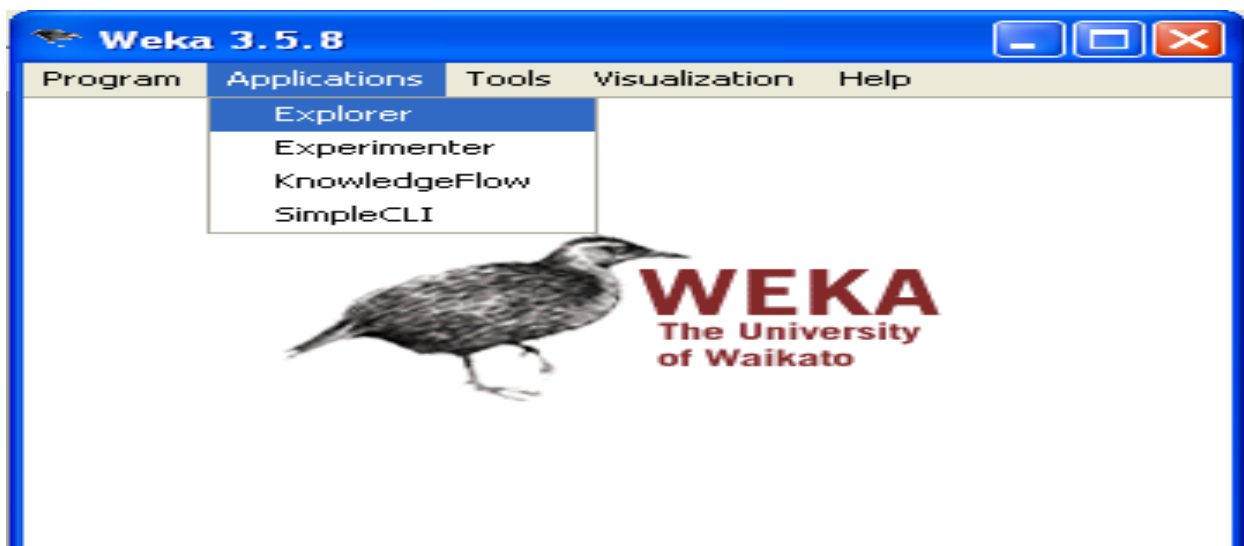 Weka 3.5.8
Program Applications Tools Visualization Help
Explorer
Experimenter
KnowledgeFlow
SimpleCLI
WEKA
The University
of Waikato